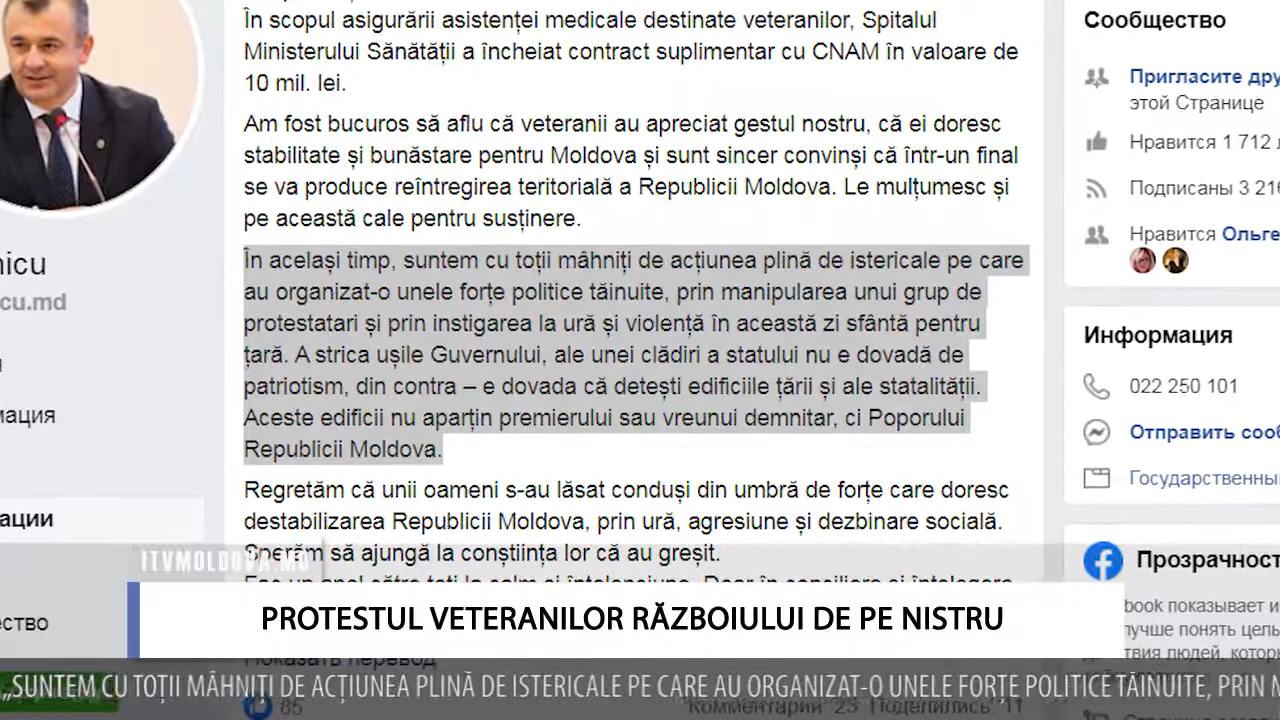 În scopul asigurării asistenței medicale destinate veteranilor, Spitalul
Ministerului Sănătății a încheiat contract suplimentar cu CNAM în valoare de
10 mil. lei.
Am fost bucuros să aflu că veteranii au apreciat gestul nostru, că ei doresc
stabilitate și bunăstare pentru Moldova și sunt sincer convinși că într-un final
se va produce reîntregirea teritorială a Republicii Moldova. Le mulțumesc și
pe această cale pentru susținere.
În același timp, suntem cu toții mâhniți de acțiunea plină de istericale pe care
au organizat-o unele forțe politice tăinuite, prin manipularea unui grup de
protestatari și prin instigarea la ură și violență în această zi sfântă pentru
țară. A strica ușile Guvernului, ale unei clădiri a statului nu e dovadă de
patriotism, din contra – e dovada că detești edificiile țării și ale statalității.
Aceste edificii nu aparțin premierului sau vreunui demnitar, ci Poporului
Republicii Moldova.
Regretăm că unii oameni s-au lăsat conduși din umbră de forțe care doresc
destabilizarea Republicii Moldova, prin ură, agresiune și dezbinare socială.
Sperăm să ajungă la conștiința lor că au greșit.
Показать перевод
85
Комментарии 23 Поделились 11
nicu
cu.md
мация
ации
ство
Сообщество
Пригласите дру
этой Странице
Нравится 1 712
Подписаны 3 216
Нравится Ольге
Информация
022 250 101
Отправить сооб
Государственны
Прозрачност
book показывает и
лучше понять цель
твия людей, котор
ITVMOLDOVA.MD
PROTESTUL VETERANILOR RĂZBOIULUI DE PE NISTRU
„SUNTEM CU TOȚII MÂHNIȚI DE ACȚIUNEA PLINĂ DE ISTERICALE PE CARE AU ORGANIZAT-O UNELE FORȚE POLITICE TĂINUITE, PRIN